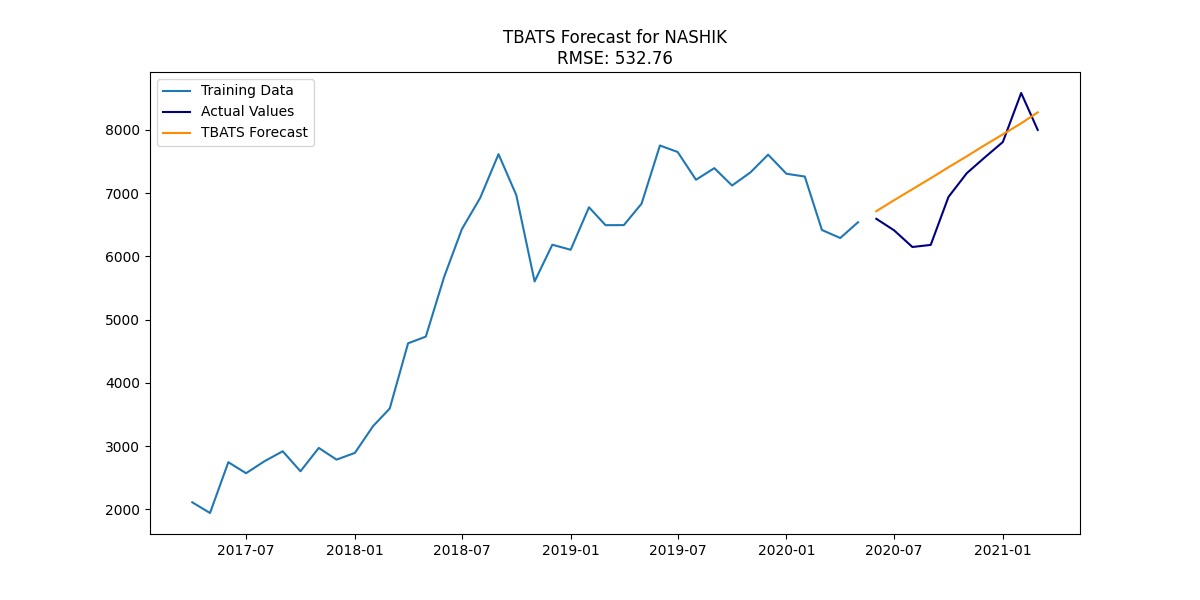 TBATS Forecast for NASHIK
RMSE: 532.76
Training Data
Actual Values
TBATS Forecast
8000
7000
6000
5000
4000
3000
2000
2017-07 2018-01 2018-07 2019-01 2019-07 2020-01 2020-07 2021-01